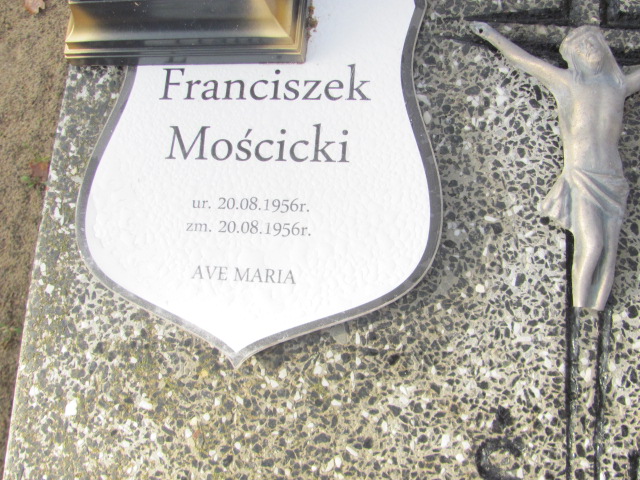 Franciszek
Mościcki
ur. 20.08.1956r.
zm. 20.08.1956r.
AVE MARIA